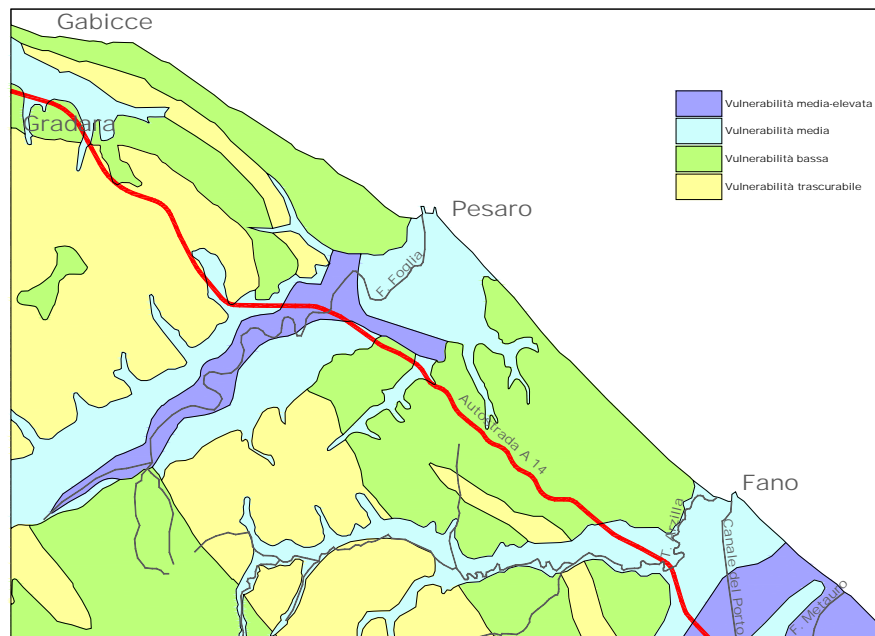 Gabicce
Vulnerabilità media-elevata
Vulnerabilità media
Gradara
Vulnerabilità bassa
Vulnerabilità trascurabile
Pesaro
F. Foglia
Autostrada A 14
Fano
T. Arzilla
Canale del Porto
F. Metauro